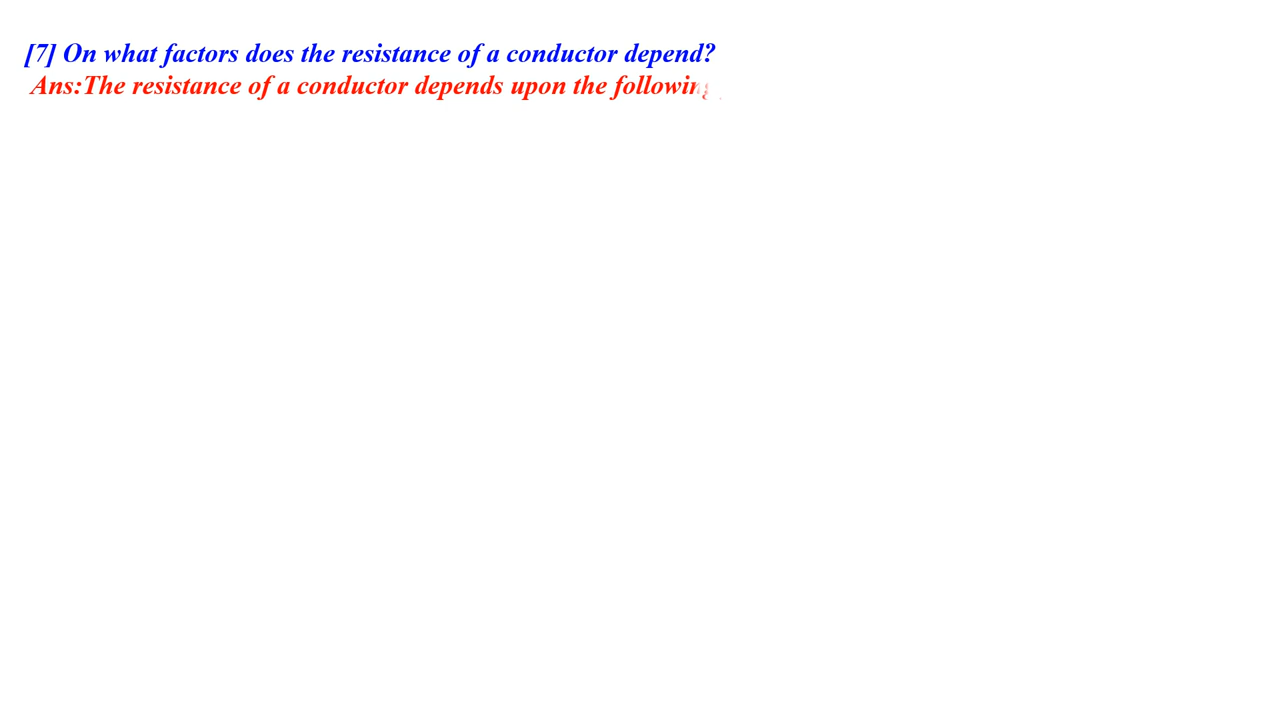 [7] On what factors does the resistance of a conductor depend?
Ans:The resistance of a conductor depends upon the following